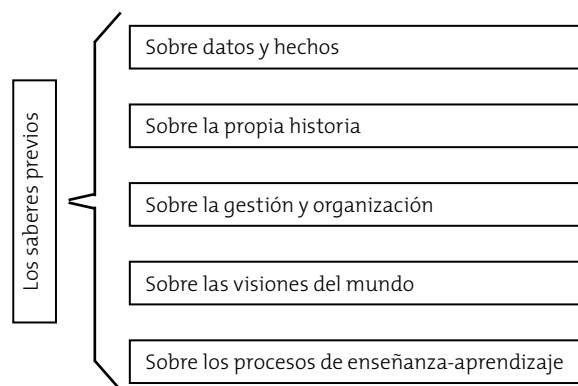 Los saberes previos
Sobre datos y hechos
Sobre la propia historia
Sobre la gestión y organización
Sobre las visiones del mundo
Sobre los procesos de enseñanza-aprendizaje